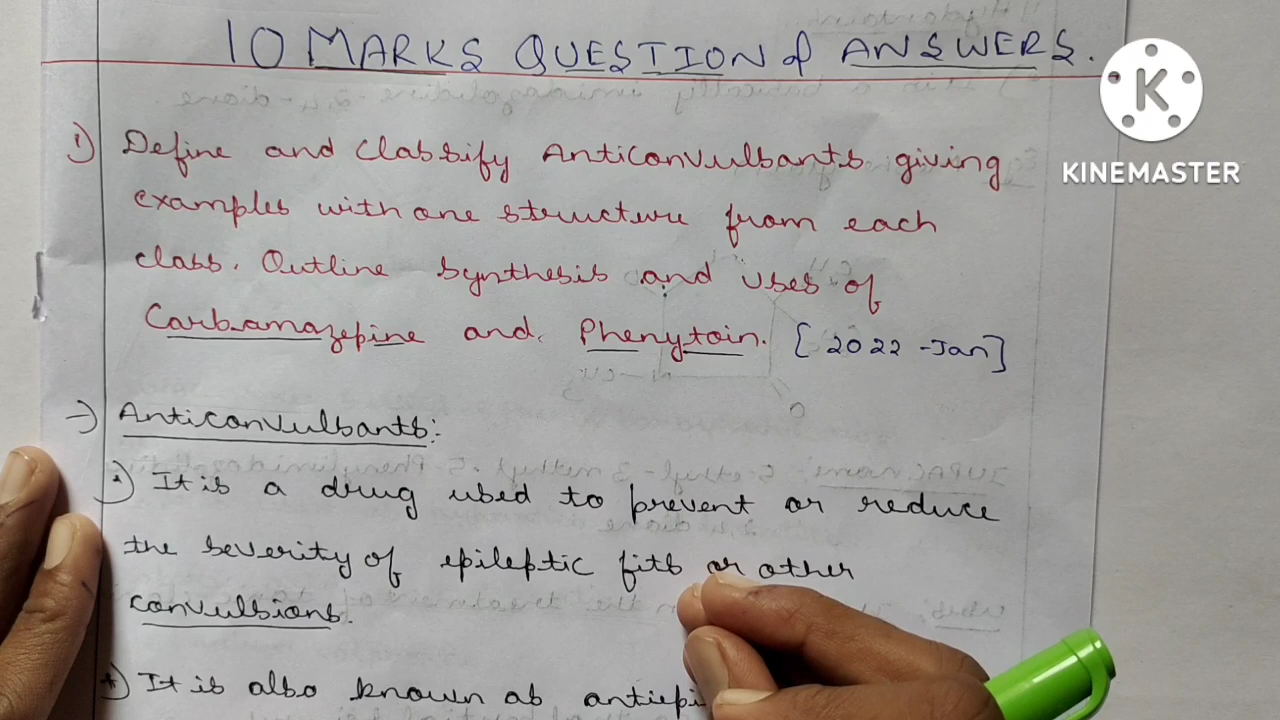 10 MARKS QUESTION & ANSWERS.
1) Define and Classify Anticonvulsants giving
examples with one structure from each
class. Outline synthesis and uses of
Carbamazepine and Phenytoin. [2022-Jan]
→ Anticonvulsants:
It is a drug used to prevent or reduce
the severity of epileptic fits or other
convulsions.
It is also known as antiepi
K
KINEMASTER